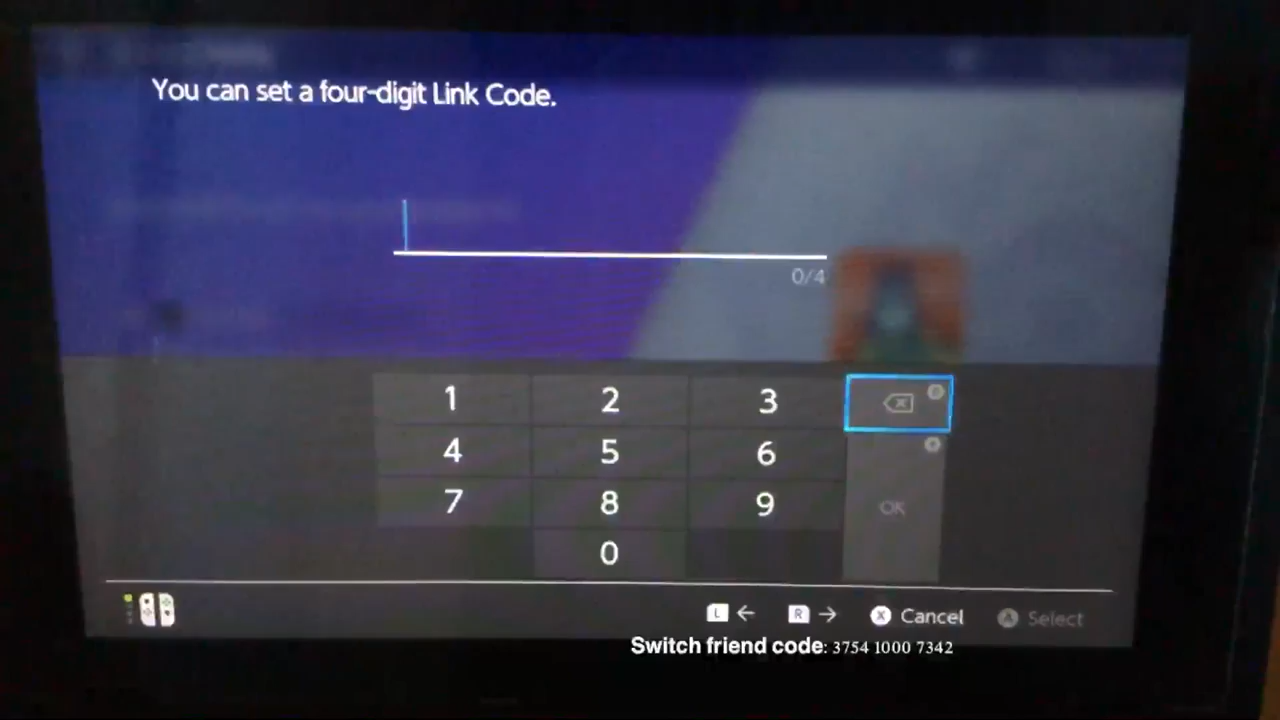 You can set a four-digit Link Code.
0/4
1 2 3
4 5 6
7 8 9
OK
0
L ← R → X Cancel A Select
Switch friend code: 3754 1000 7342